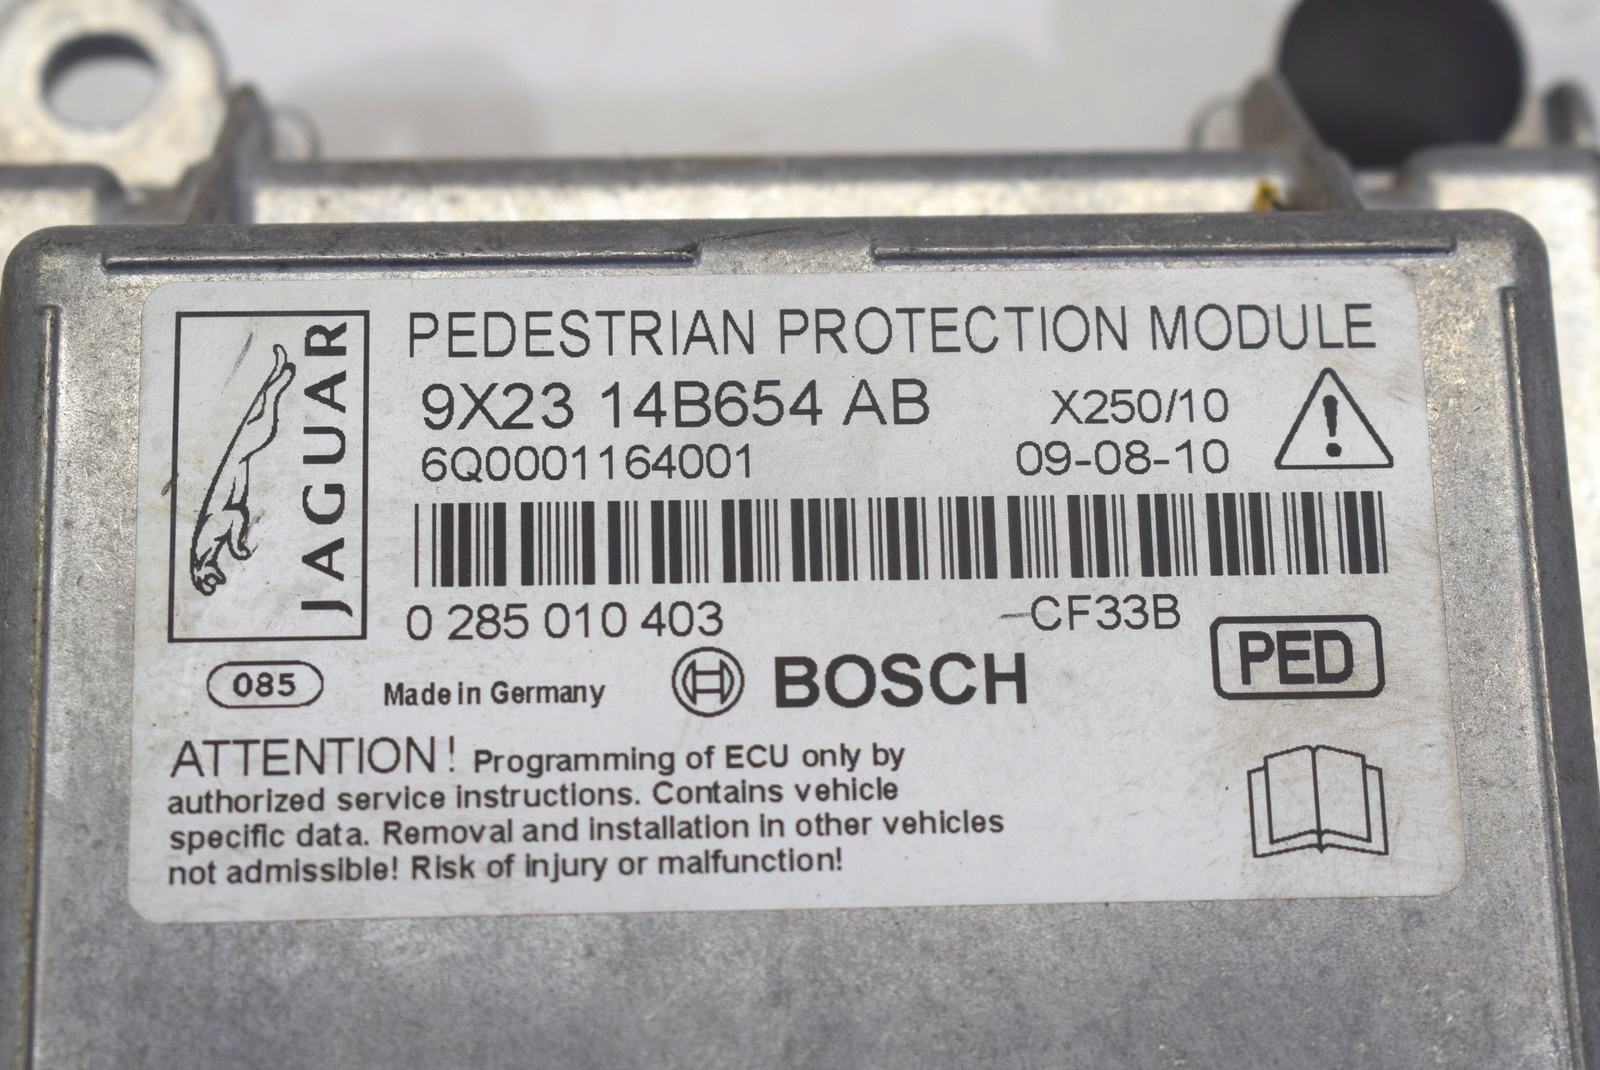 JAGUAR
PEDESTRIAN PROTECTION MODULE
9X23 14B654 AB X250/10
6Q0001164001 09-08-10
0 285 010 403 CF33B
085 Made in Germany BOSCH PED
ATTENTION! Programming of ECU only by
authorized service instructions. Contains vehicle
specific data. Removal and installation in other vehicles
not admissible! Risk of injury or malfunction!